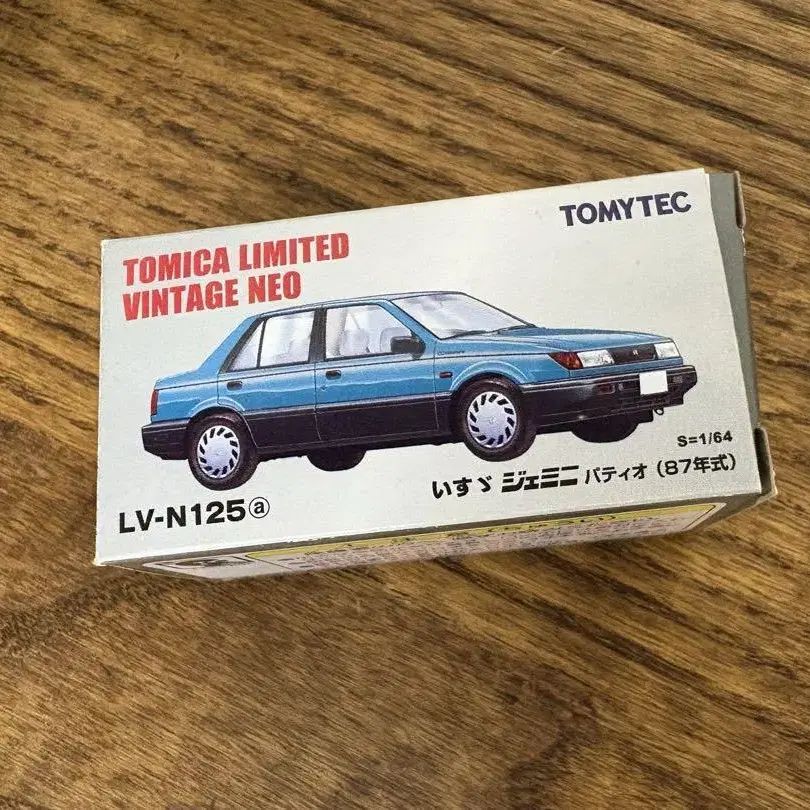 TOMYTEC
TOMICA LIMITED
VINTAGE NEO
S=1/64
いすゞ ジェミニ パティオ (87年式)
LV-N125ⓐ